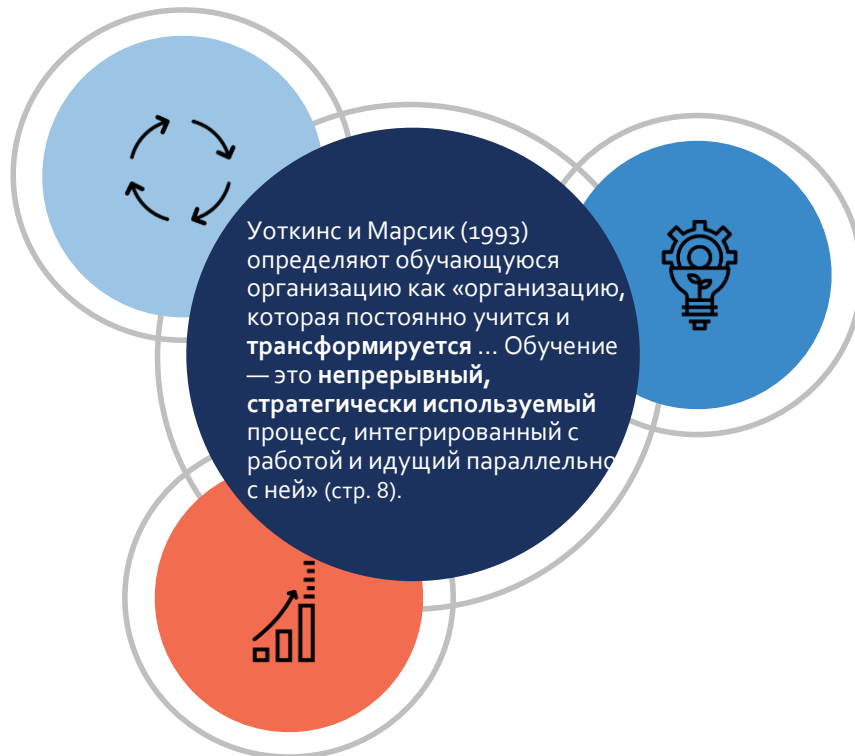 Уоткинс и Марсик (1993)
определяют обучающуюся
организацию как «организацию,
которая постоянно учится и
трансформируется ... Обучение
— это непрерывный,
стратегически используемый
процесс, интегрированный с
работой и идущий параллельно
с ней» (стр. 8).